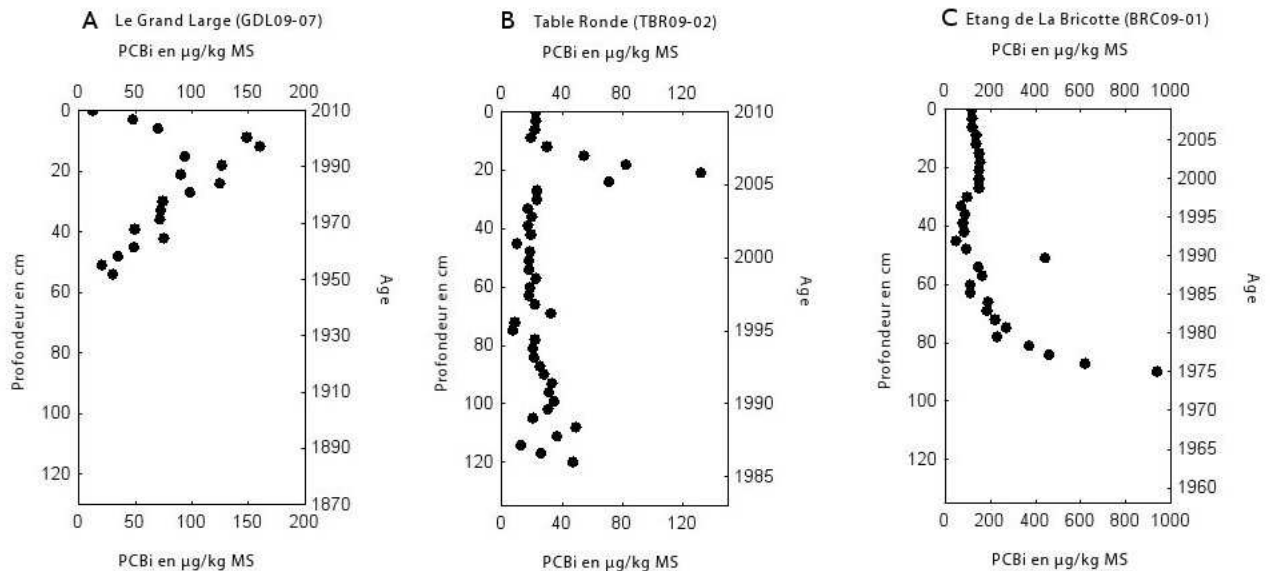 A Le Grand Large (GDL09-07)
PCBi en µg/kg MS
0 50 100 150 200
0
20
40
60
80
100
120
Profondeur en cm
2010
1990
1970
1950
1930
1910
1890
1870
Age
0 50 100 150 200
PCBi en µg/kg MS
B Table Ronde (TBR09-02)
PCBi en µg/kg MS
0 40 80 120
0
20
40
60
80
100
120
Profondeur en cm
2010
2005
2000
1995
1990
1985
Age
0 40 80 120
PCBi en µg/kg MS
C Etang de La Bricotte (BRC09-01)
PCBi en µg/kg MS
0 200 400 600 800 1000
0
20
40
60
80
100
120
Profondeur en cm
2005
2000
1995
1990
1985
1980
1975
1970
1965
1960
Age
0 200 400 600 800 1000
PCBi en µg/kg MS